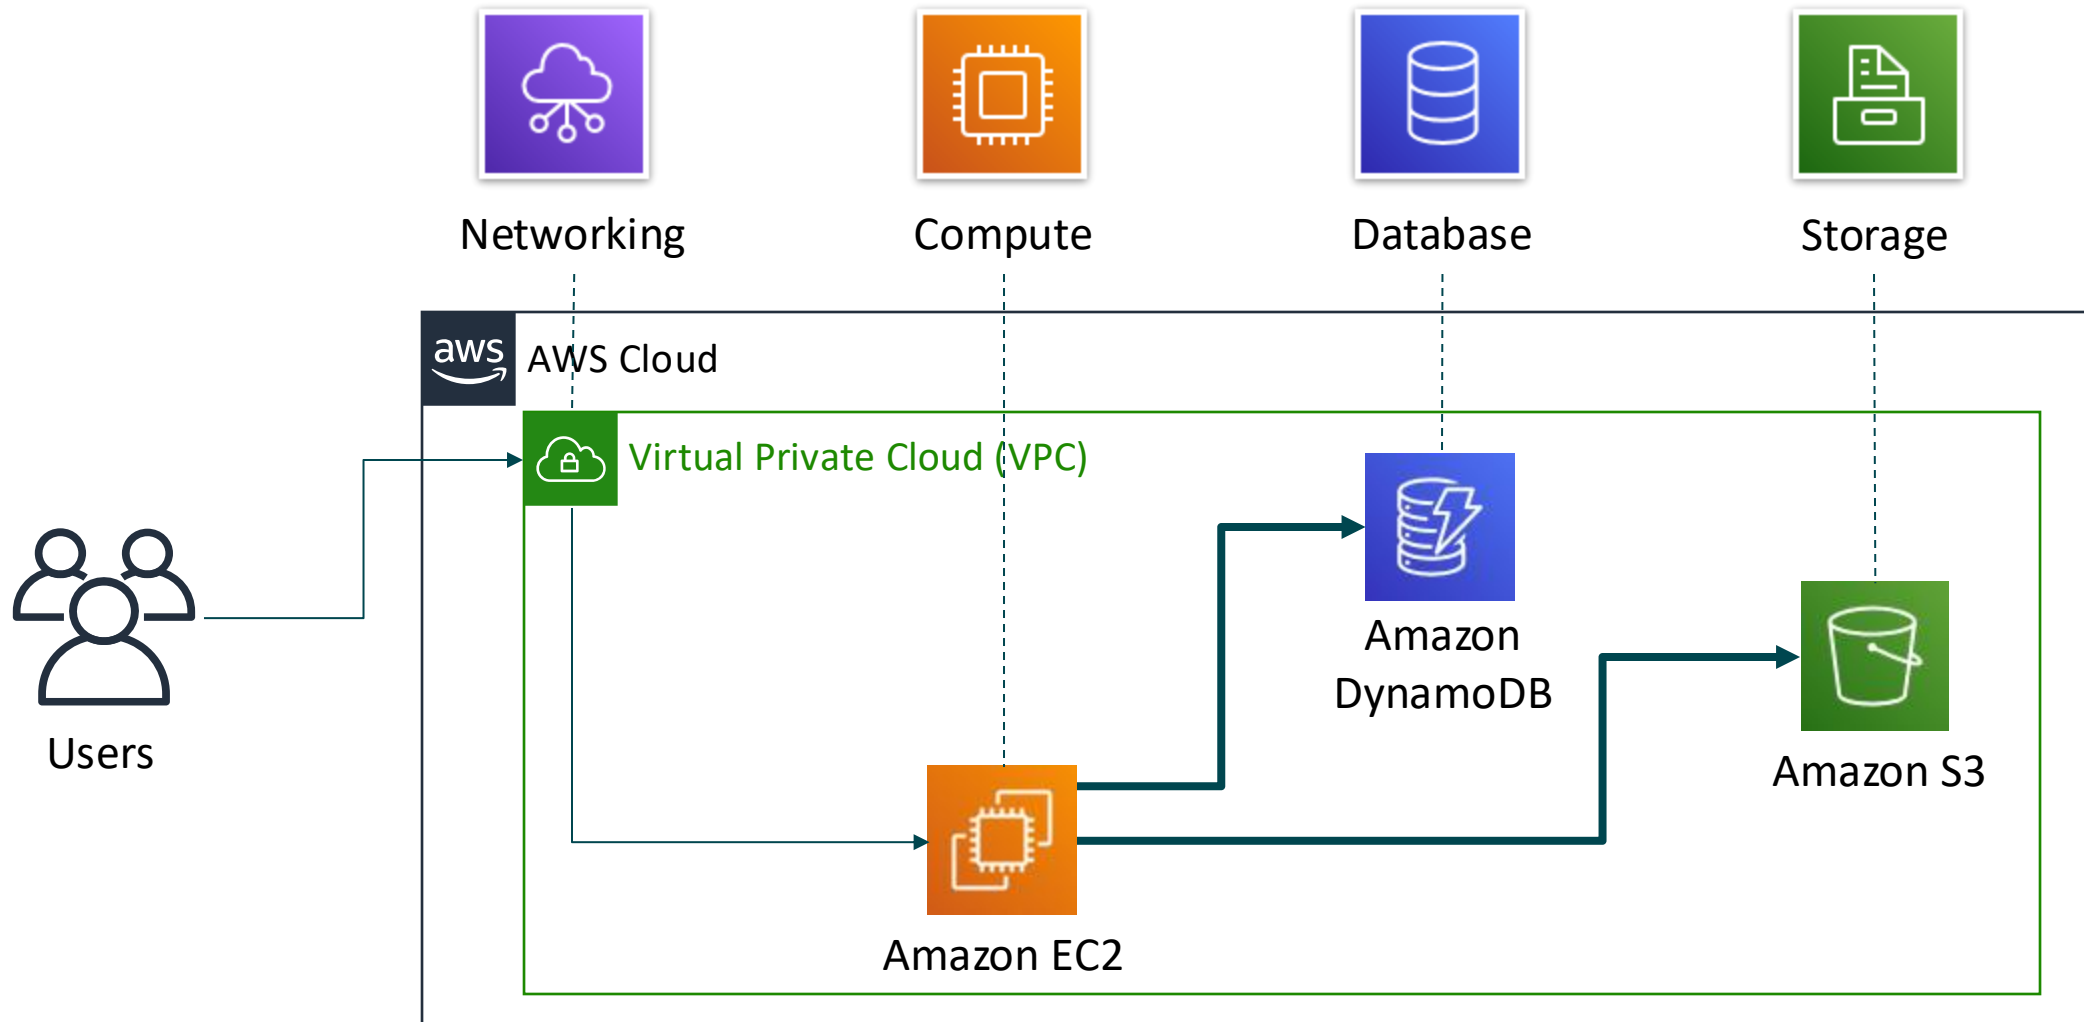 Networking
Compute
Database
Storage
aws
AWS Cloud
Virtual Private Cloud (VPC)
Users
Amazon
DynamoDB
Amazon S3
Amazon EC2